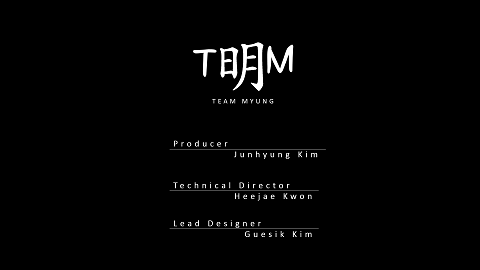 T明M
TEAM MYUNG
Producer
Junhyung Kim
Technical Director
Heejae Kwon
Lead Designer
Guesik Kim